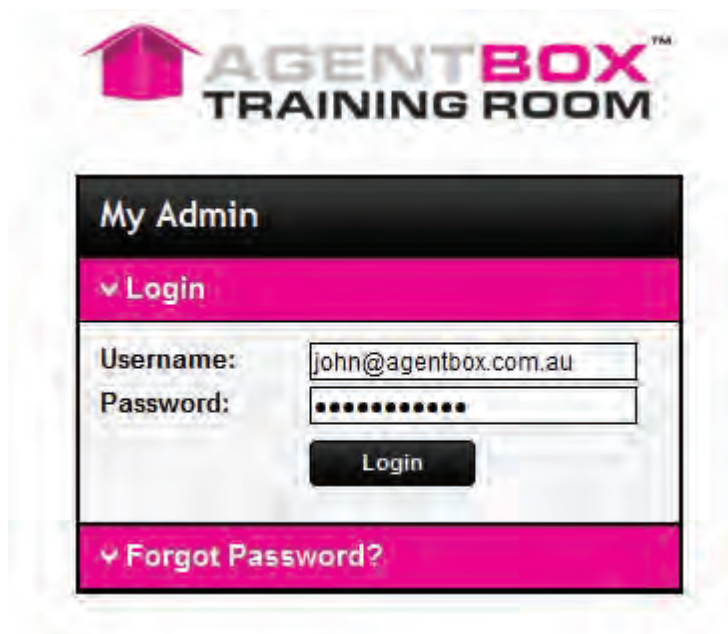 AGENTBOX™
TRAINING ROOM
My Admin
Login
Username: john@agentbox.com.au
Password: •••••••••••
Login
Forgot Password?